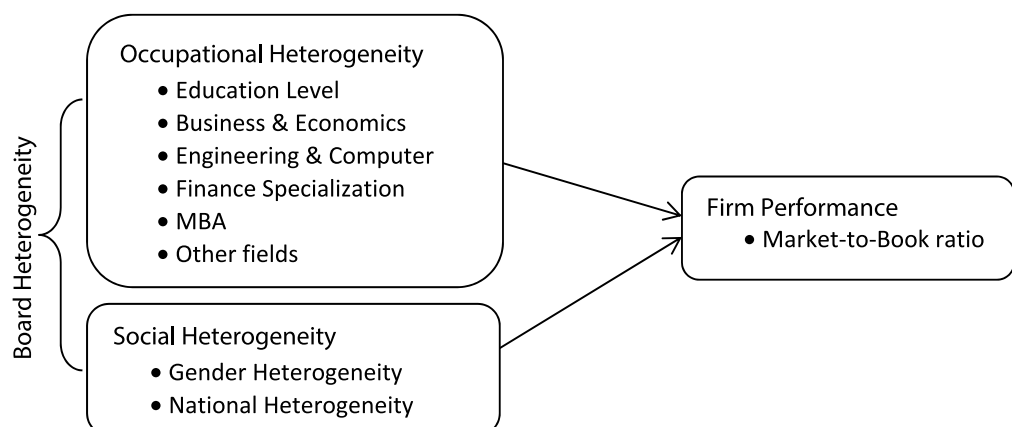 Board Heterogeneity
Occupational Heterogeneity
• Education Level
• Business & Economics
• Engineering & Computer
• Finance Specialization
• MBA
• Other fields
Social Heterogeneity
• Gender Heterogeneity
• National Heterogeneity
Firm Performance
• Market-to-Book ratio